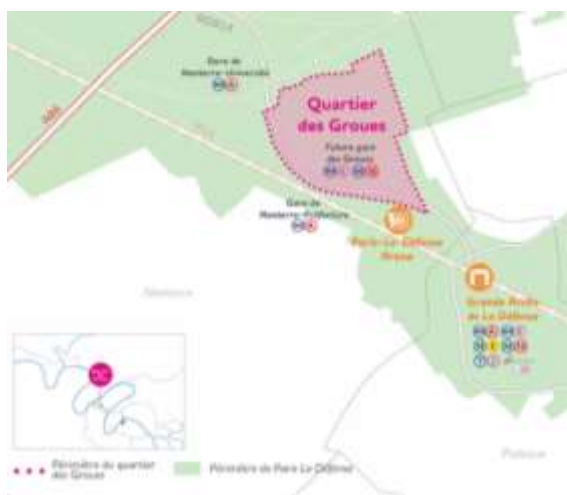 Gare de
Nanterre-Université
Quartier
des Groues
Future gare
des Groues
Gare de
Nanterre-Préfecture
Paris La Défense
Arena
Grande Arche
de La Défense
Nanterre
Puteaux
Périmètre du quartier
des Groues
Périmètre de Paris La Défense